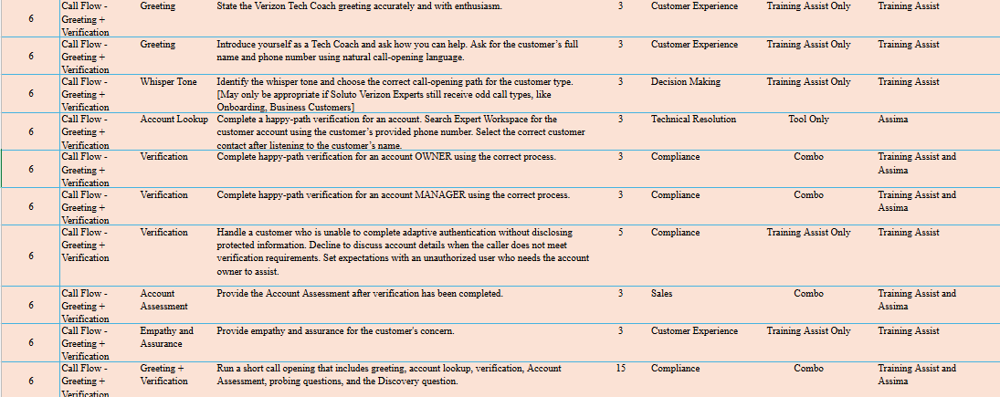 6 Call Flow - Greeting + Verification Greeting State the Verizon Tech Coach greeting accurately and with enthusiasm. 3 Customer Experience Training Assist Only Training Assist
6 Call Flow - Greeting + Verification Greeting Introduce yourself as a Tech Coach and ask how you can help. Ask for the customer's full name and phone number using natural call-opening language. 3 Customer Experience Training Assist Only Training Assist
6 Call Flow - Greeting + Verification Whisper Tone Identify the whisper tone and choose the correct call-opening path for the customer type. [May only be appropriate if Soluto Verizon Experts still receive odd call types, like Onboarding, Business Customers] 3 Decision Making Training Assist Only Training Assist
6 Call Flow - Greeting + Verification Account Lookup Complete a happy-path verification for an account. Search Expert Workspace for the customer account using the customer's provided phone number. Select the correct customer contact after listening to the customer's name. 3 Technical Resolution Tool Only Assima
6 Call Flow - Greeting + Verification Verification Complete happy-path verification for an account OWNER using the correct process. 3 Compliance Combo Training Assist and Assima
6 Call Flow - Greeting + Verification Verification Complete happy-path verification for an account MANAGER using the correct process. 3 Compliance Combo Training Assist and Assima
6 Call Flow - Greeting + Verification Verification Handle a customer who is unable to complete adaptive authentication without disclosing protected information. Decline to discuss account details when the caller does not meet verification requirements. Set expectations with an unauthorized user who needs the account owner to assist. 5 Compliance Training Assist Only Training Assist
6 Call Flow - Greeting + Verification Account Assessment Provide the Account Assessment after verification has been completed. 3 Sales Combo Training Assist and Assima
6 Call Flow - Greeting + Verification Empathy and Assurance Provide empathy and assurance for the customer's concern. 3 Customer Experience Training Assist Only Training Assist
6 Call Flow - Greeting + Verification Greeting + Verification Run a short call opening that includes greeting, account lookup, verification, Account Assessment, probing questions, and the Discovery question. 15 Compliance Combo Training Assist and Assima